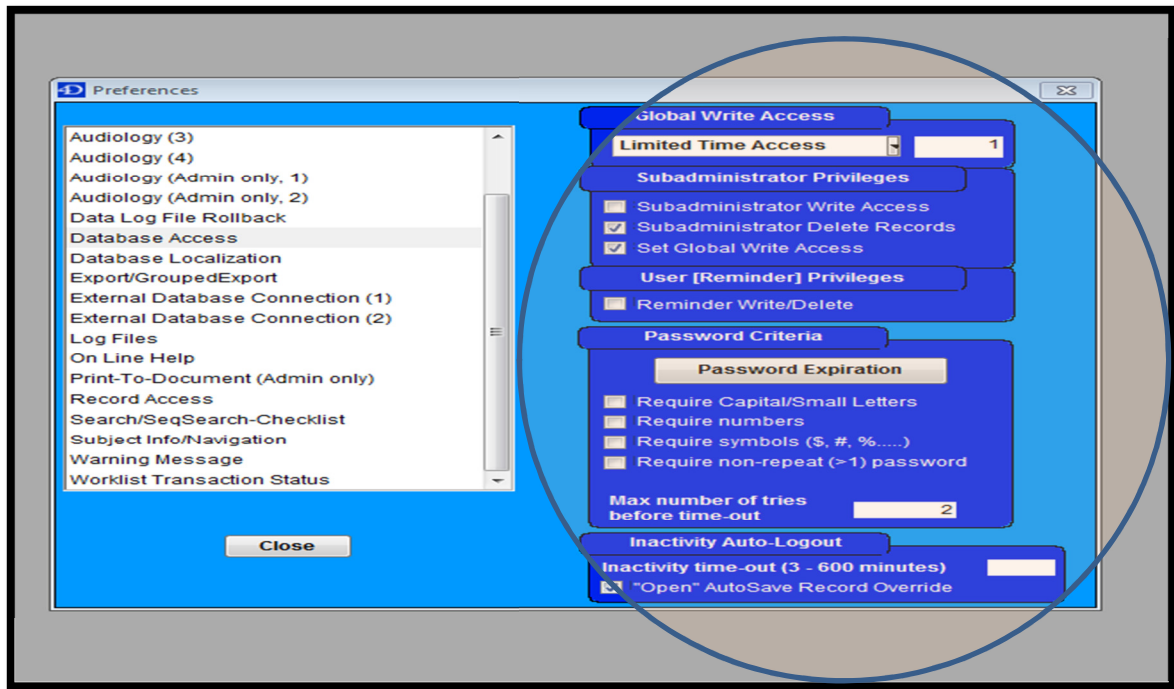 4D Preferences
Audiology (3)
Audiology (4)
Audiology (Admin only, 1)
Audiology (Admin only, 2)
Data Log File Rollback
Database Access
Database Localization
Export/GroupedExport
External Database Connection (1)
External Database Connection (2)
Log Files
On Line Help
Print-To-Document (Admin only)
Record Access
Search/SeqSearch-Checklist
Subject Info/Navigation
Warning Message
Worklist Transaction Status
Close
Global Write Access
Limited Time Access 1
Subadministrator Privileges
Subadministrator Write Access
Subadministrator Delete Records
Set Global Write Access
User [Reminder] Privileges
Reminder Write/Delete
Password Criteria
Password Expiration
Require Capital/Small Letters
Require numbers
Require symbols ($, #, %.....)
Require non-repeat (>1) password
Max number of tries
before time-out 2
Inactivity Auto-Logout
Inactivity time-out (3 - 600 minutes)
"Open" AutoSave Record Override